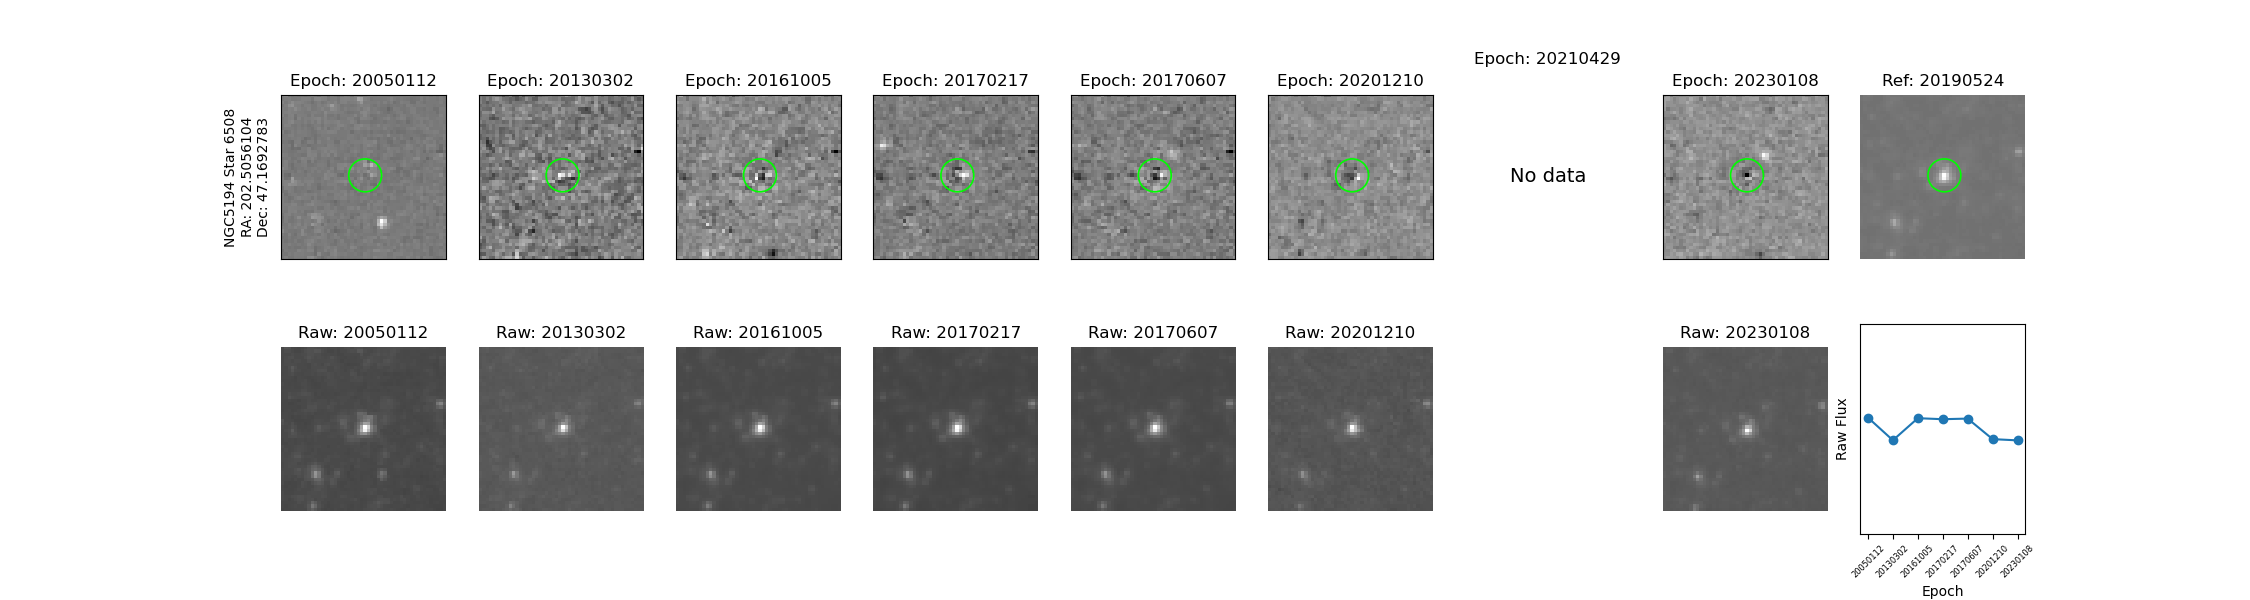 NGC5194 Star 6508
RA: 202.5056104
Dec: 47.1692783
Epoch: 20050112
Epoch: 20130302
Epoch: 20161005
Epoch: 20170217
Epoch: 20170607
Epoch: 20201210
Epoch: 20210429
No data
Epoch: 20230108
Ref: 20190524
Raw: 20050112
Raw: 20130302
Raw: 20161005
Raw: 20170217
Raw: 20170607
Raw: 20201210
Raw: 20230108
Raw Flux
20050112
20130302
20161005
20170217
20170607
20201210
20230108
Epoch